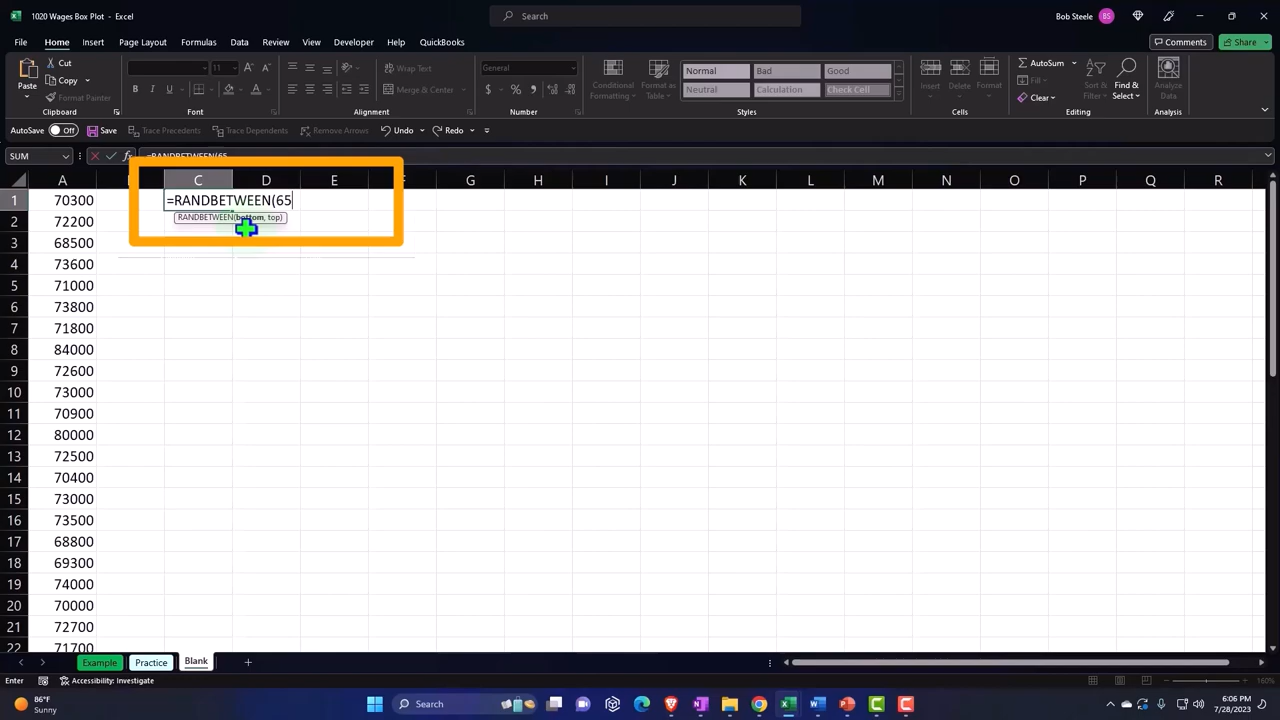 1020 Wages Box Plot - Excel
Search
Bob Steele BS
File Home Insert Page Layout Formulas Data Review View Developer Help QuickBooks
Comments Share
Paste
Cut
Copy
Format Painter
Clipboard
11
Font
Wrap Text
Merge & Center
Alignment
General
Number
Conditional Formatting
Format as Table
Normal Bad Good
Neutral Calculation Check Cell
Styles
Insert Delete Format
Cells
AutoSum
Fill
Clear
Sort & Filter
Find & Select
Editing
Analyze Data
Analysis
AutoSave Off Save Trace Precedents Trace Dependents Remove Arrows Undo Redo
SUM fx =RANDBETWEEN(65
A C D E F G H I J K L M N O P Q R
1 70300 =RANDBETWEEN(65
RANDBETWEEN(bottom, top)
2 72200
3 68500
4 73600
5 71000
6 73800
7 71800
8 84000
9 72600
10 73000
11 70900
12 80000
13 72500
14 70400
15 73000
16 73500
17 68800
18 69300
19 74000
20 70000
21 72700
22 71700
Example Practice Blank
Enter Accessibility: Investigate 160%
86°F
Sunny
Search
6:06 PM
7/28/2023